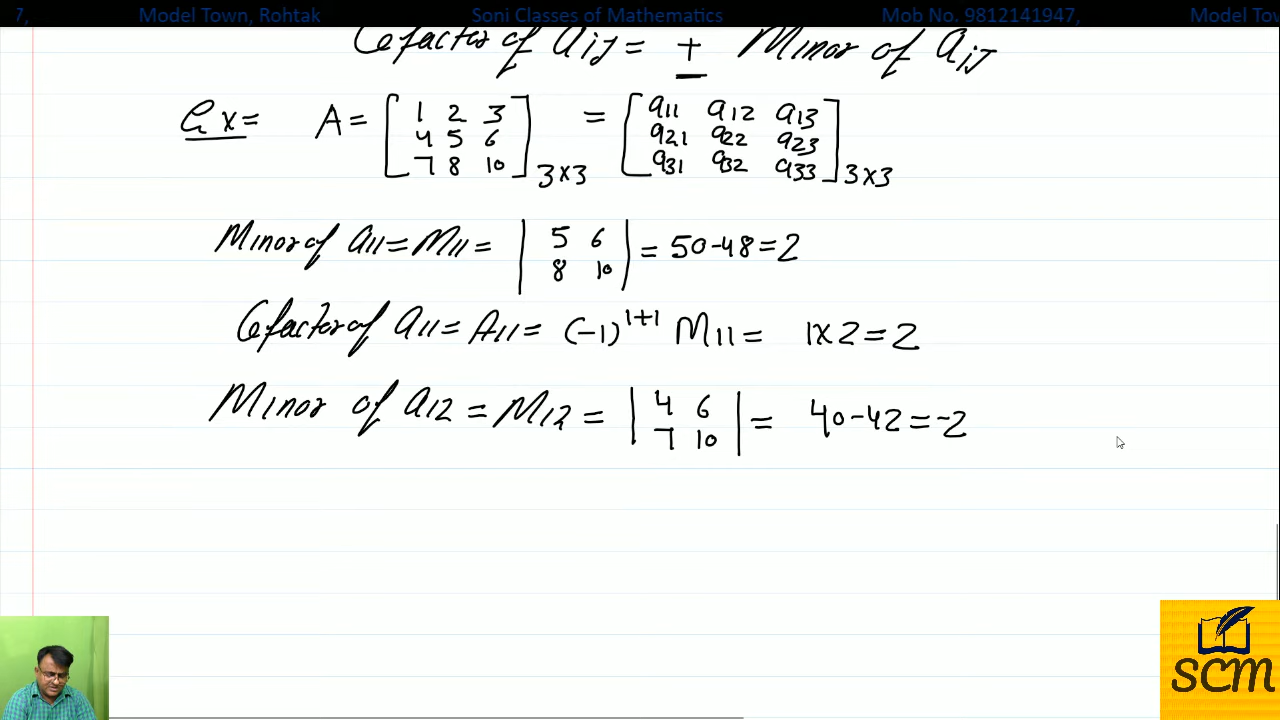 7, Model Town, Rohtak Soni Classes of Mathematics Mob No. 9812141947, Model Tow
Cofactor of aij = ± Minor of aij
Ex= A = [1 2 3 = [a11 a12 a13
4 5 6 a21 a22 a23
7 8 10]3x3 a31 a32 a33]3x3
Minor of a11 = M11 = |5 6 = 50-48=2
8 10|
Cofactor of a11 = A11 = (-1)^1+1 M11 = 1x2=2
Minor of a12 = M12 = |4 6 = 40-42=-2
7 10|
SCM